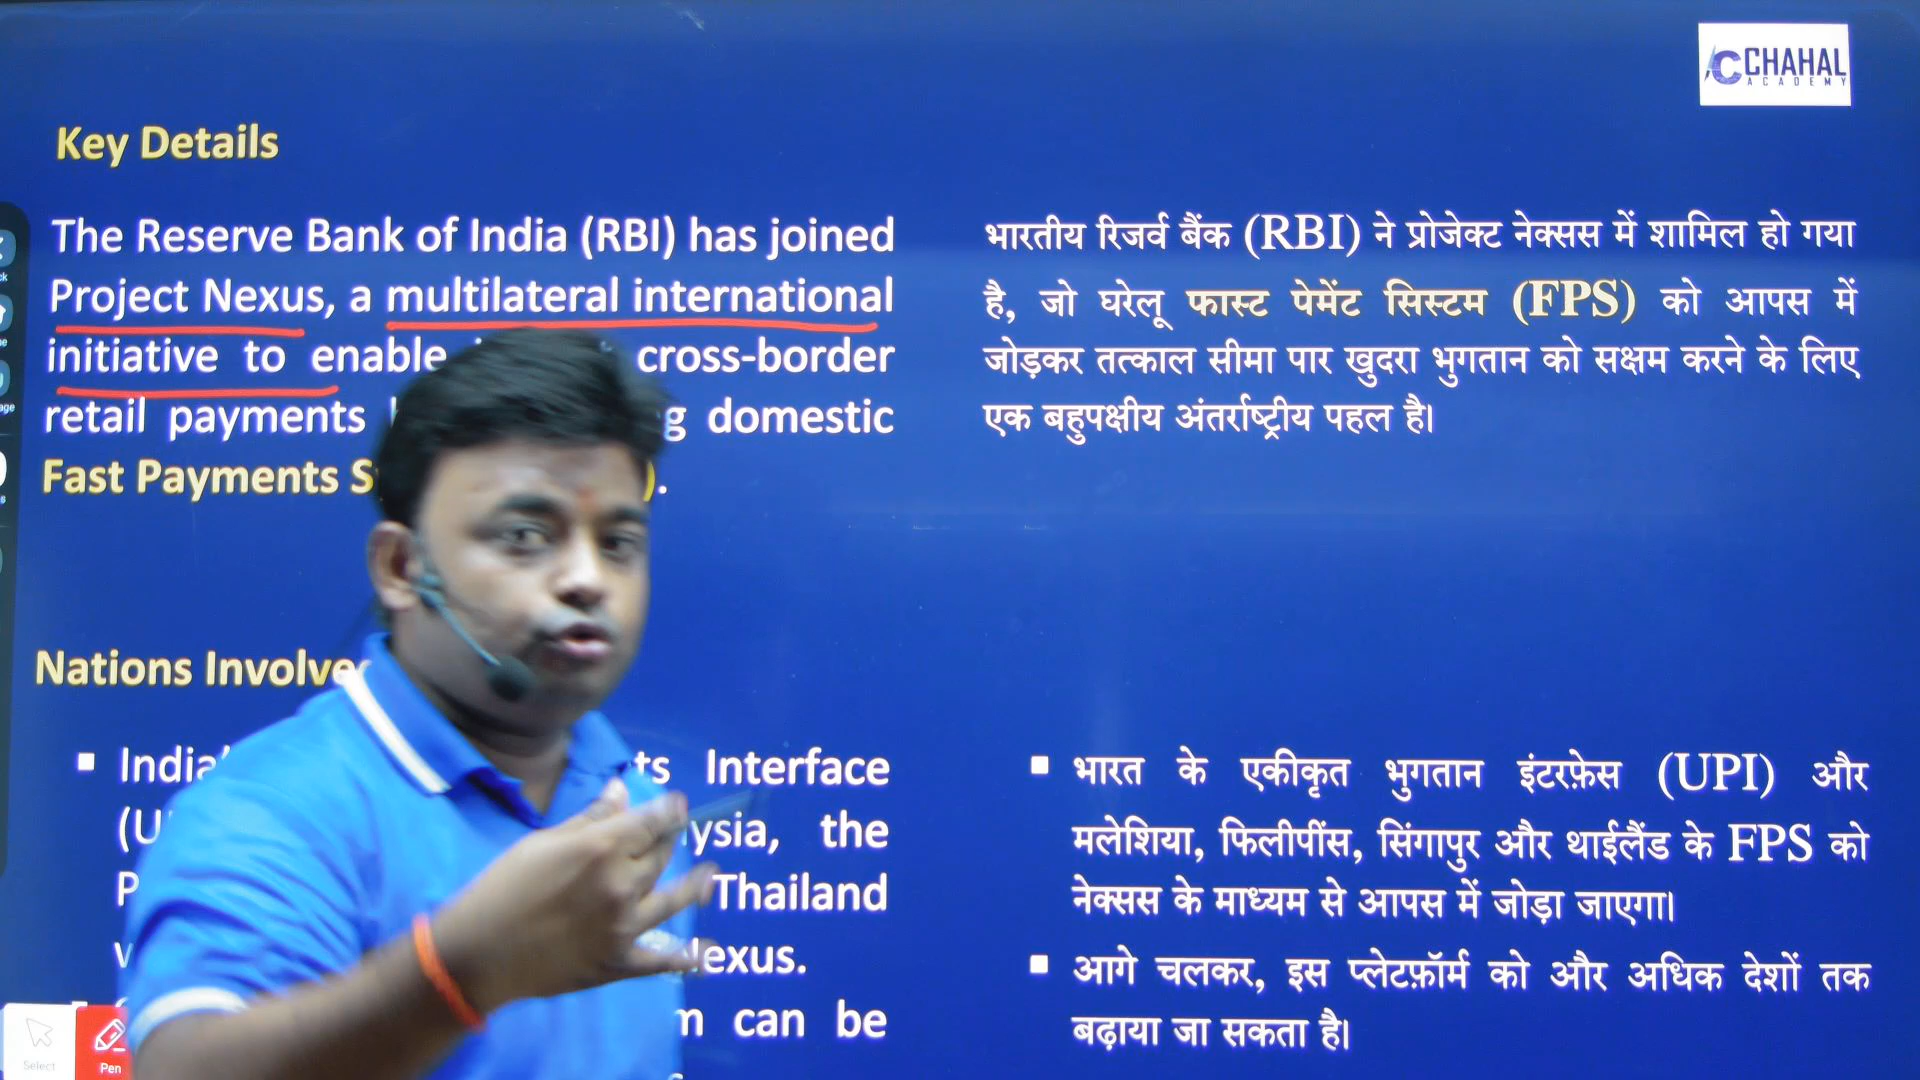 CHAHAL
ACADEMY
Key Details
The Reserve Bank of India (RBI) has joined
Project Nexus, a multilateral international
initiative to enable cross-border
retail payments domestic
Fast Payments
Nations
Interface
the
Thailand
can be
भारतीय रिजर्व बैंक (RBI) ने प्रोजेक्ट नेक्सस में शामिल हो गया
है, जो घरेलू फास्ट पेमेंट सिस्टम (FPS) को आपस में
जोड़कर तत्काल सीमा पार खुदरा भुगतान को सक्षम करने के लिए
एक बहुपक्षीय अंतर्राष्ट्रीय पहल है।
▪ भारत के एकीकृत भुगतान इंटरफ़ेस (UPI) और
मलेशिया, फिलीपींस, सिंगापुर और थाईलैंड के FPS को
नेक्सस के माध्यम से आपस में जोड़ा जाएगा।
▪ आगे चलकर, इस प्लेटफ़ॉर्म को और अधिक देशों तक
बढ़ाया जा सकता है।
Select
Pen